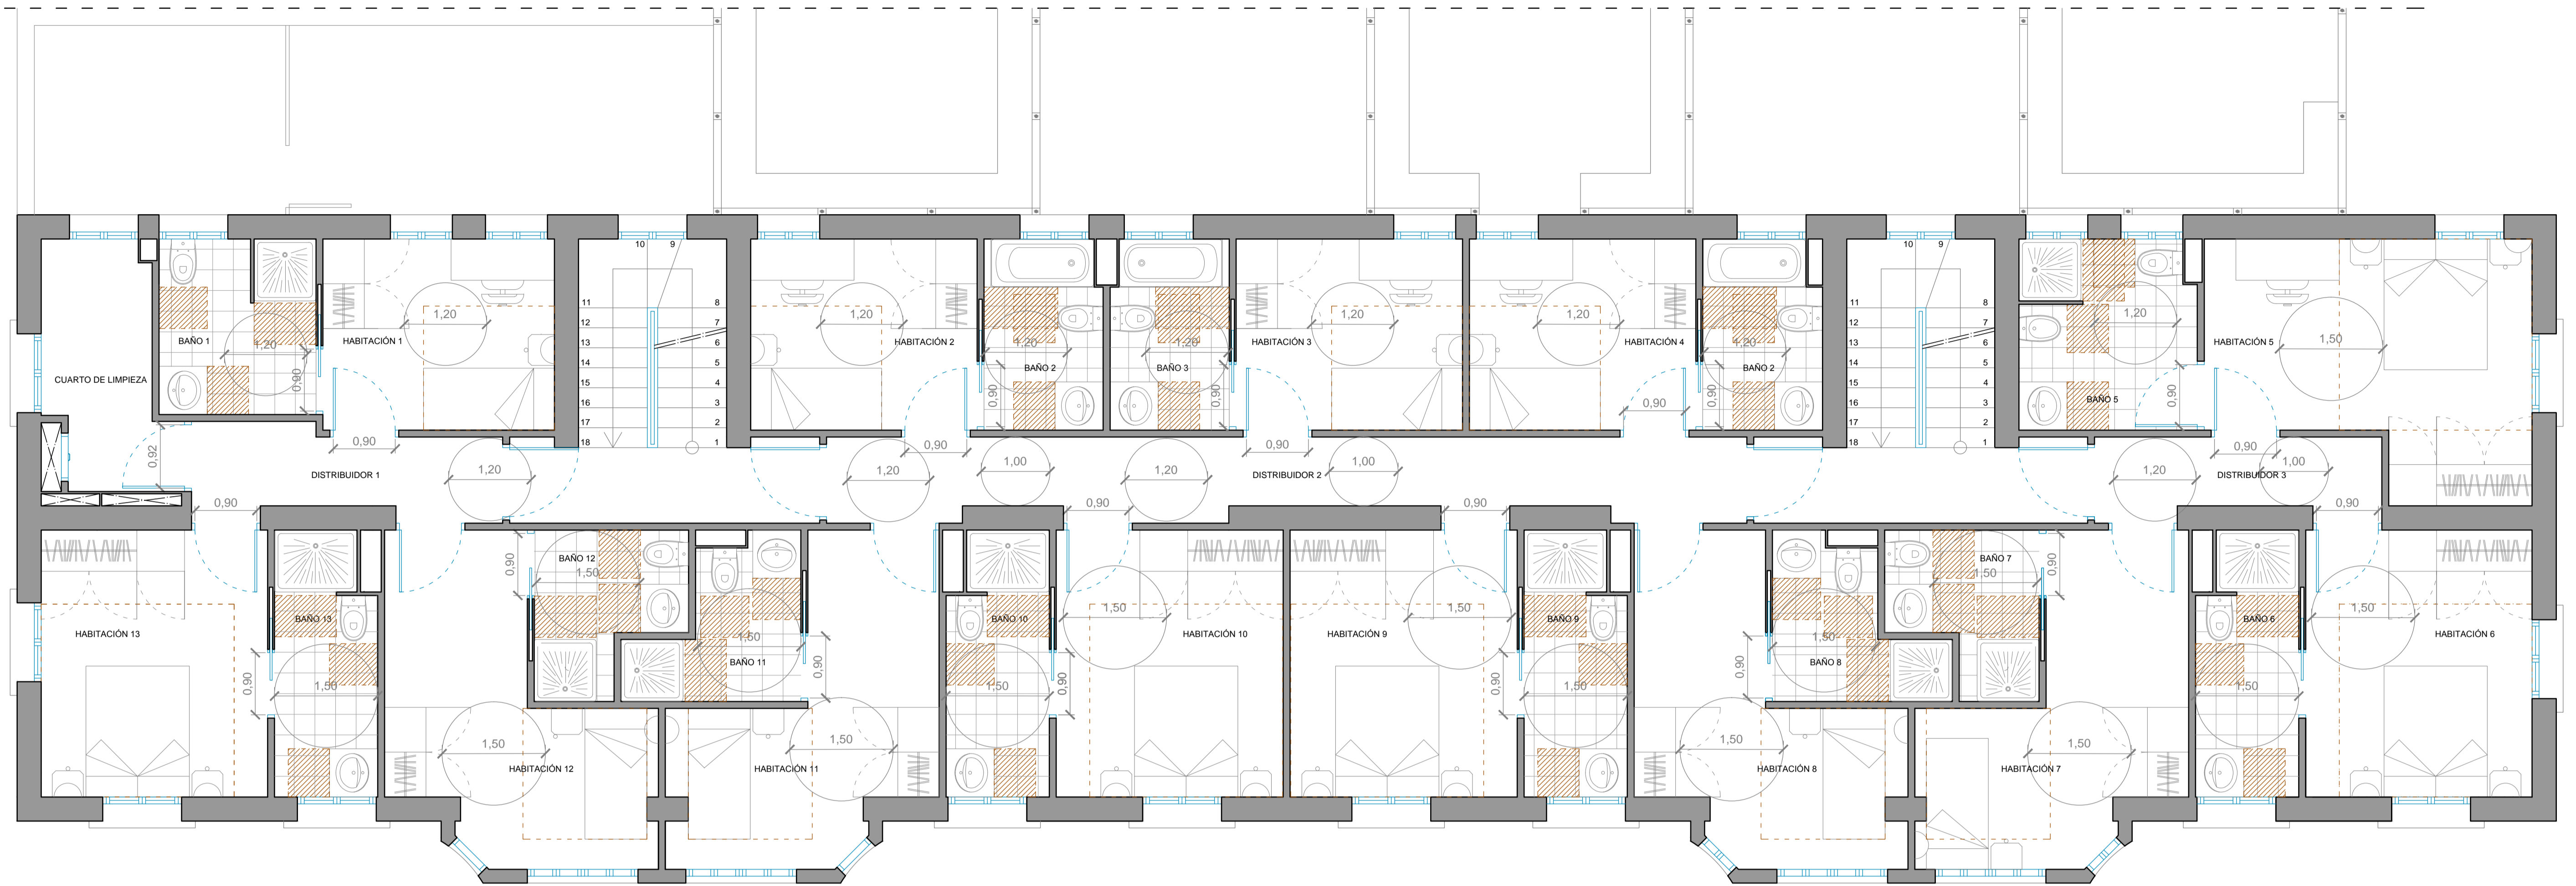 10 9
10 9
11 8
12 7
13 6
14 5
15 4
16 3
17 2
18 1
11 8
12 7
13 6
14 5
15 4
16 3
17 2
18 1
BAÑO 1
1,20
0,90
HABITACIÓN 1
1,20
CUARTO DE LIMPIEZA
1,20
HABITACIÓN 2
1,20
BAÑO 2
0,90
1,20
BAÑO 3
0,90
HABITACIÓN 3
1,20
1,20
HABITACIÓN 4
1,20
BAÑO 2
0,90
0,90
1,20
BAÑO 5
0,90
HABITACIÓN 5
1,50
0,92
0,90
DISTRIBUIDOR 1
1,20
0,90
1,20
1,00
1,20
0,90
DISTRIBUIDOR 2
1,00
1,20
0,90
DISTRIBUIDOR 3
1,00
0,90
0,90
0,90
0,90
HABITACIÓN 13
BAÑO 13
0,90
1,50
0,90
BAÑO 12
1,50
1,50
BAÑO 11
0,90
1,50
HABITACIÓN 12
1,50
HABITACIÓN 11
BAÑO 10
1,50
0,90
1,50
HABITACIÓN 10
HABITACIÓN 9
1,50
BAÑO 9
0,90
1,50
0,90
1,50
BAÑO 8
BAÑO 7
1,50
0,90
1,50
HABITACIÓN 8
HABITACIÓN 7
1,50
BAÑO 6
1,50
0,90
1,50
HABITACIÓN 6